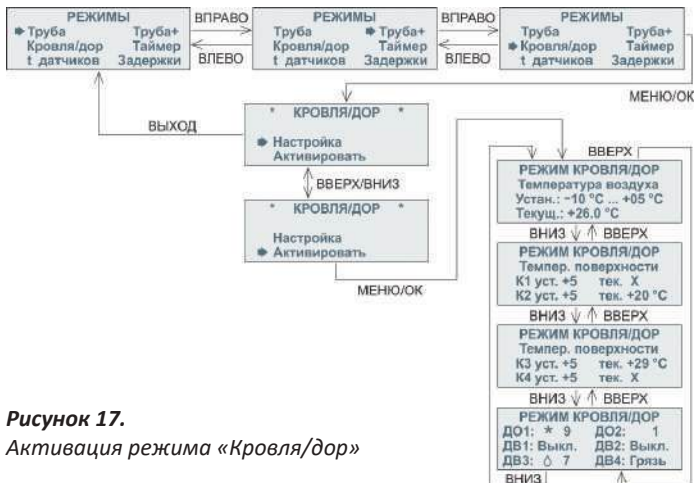 РЕЖИМЫ
Труба Труба+
Кровля/дор Таймер
t датчиков Задержки
ВПРАВО
ВЛЕВО
РЕЖИМЫ
Труба Труба+
Кровля/дор Таймер
t датчиков Задержки
ВПРАВО
ВЛЕВО
РЕЖИМЫ
Труба Труба+
Кровля/дор Таймер
t датчиков Задержки
МЕНЮ/ОК
ВЫХОД
* КРОВЛЯ/ДОР *
Настройка
Активировать
ВВЕРХ/ВНИЗ
* КРОВЛЯ/ДОР *
Настройка
Активировать
МЕНЮ/ОК
ВВЕРХ
РЕЖИМ КРОВЛЯ/ДОР
Температура воздуха
Устан.: −10 °C ... +05 °C
Текущ.: +26.0 °C
ВНИЗ ВВЕРХ
РЕЖИМ КРОВЛЯ/ДОР
Темпер. поверхности
К1 уст. +5 тек. X
К2 уст. +5 тек. +20 °C
ВНИЗ ВВЕРХ
РЕЖИМ КРОВЛЯ/ДОР
Темпер. поверхности
К3 уст. +5 тек. +29 °C
К4 уст. +5 тек. X
ВНИЗ ВВЕРХ
РЕЖИМ КРОВЛЯ/ДОР
ДО1: * 9 ДО2: 1
ДВ1: Выкл. ДВ2: Выкл.
ДВ3: 7 ДВ4: Грязь
ВНИЗ
Рисунок 17.
Активация режима «Кровля/дор»